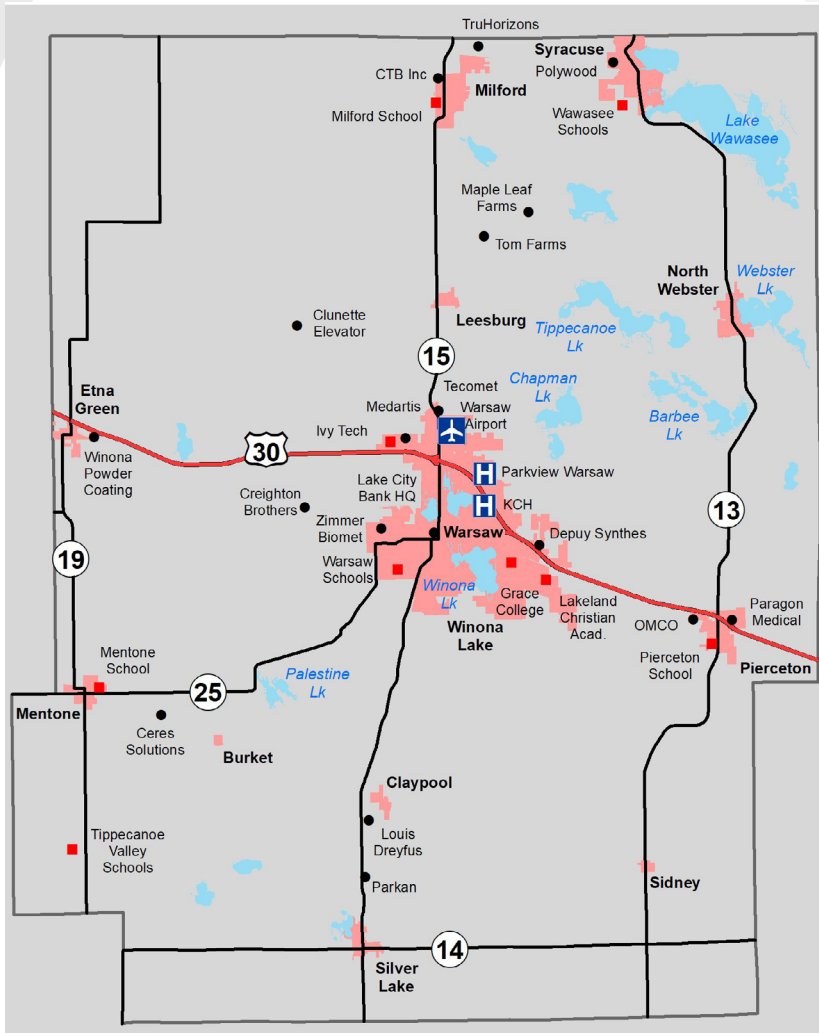 TruHorizons
Syracuse
Polywood
CTB Inc
Milford
Milford School
Wawasee
Schools
Lake
Wawasee
Maple Leaf
Farms
Tom Farms
North
Webster
Webster
Lk
Clunette
Elevator
Leesburg
Tippecanoe
Lk
15
Chapman
Lk
Etna
Green
Tecomet
Medartis
Warsaw
Airport
Barbee
Lk
Ivy Tech
30
Winona
Powder
Coating
H
Parkview Warsaw
Lake City
Bank HQ
Creighton
Brothers
H
KCH
13
Zimmer
Biomet
Warsaw
Depuy Synthes
19
Warsaw
Schools
Winona
Lk
Grace
College
Lakeland
Christian
Acad.
Winona
Lake
OMCO
Paragon
Medical
Mentone
School
Pierceton
School
Pierceton
Palestine
Lk
25
Mentone
Ceres
Solutions
Burket
Claypool
Louis
Dreyfus
Tippecanoe
Valley
Schools
Parkan
Sidney
14
Silver
Lake